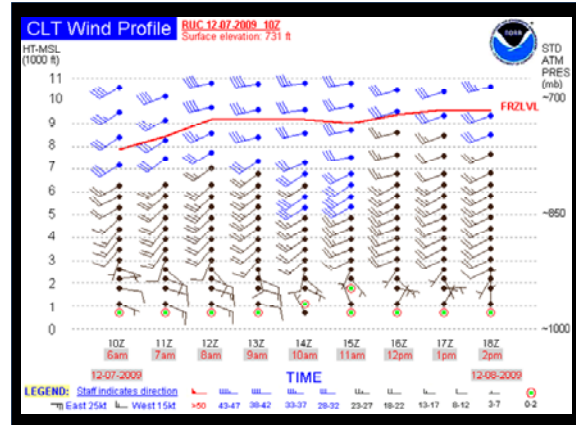 CLT Wind Profile
RUC 12-07-2009 10Z
Surface elevation: 731 ft
HT-MSL
(1000 ft)
STD
ATM
PRES
(mb)
11
10
9
8
7
6
5
4
3
2
1
0
~700
~850
~1000
FRZLVL
10Z 11Z 12Z 13Z 14Z 15Z 16Z 17Z 18Z
6am 7am 8am 9am 10am 11am 12pm 1pm 2pm
12-07-2009 TIME 12-08-2009
LEGEND: Staff indicates direction
East 25kt West 15kt >50 43-47 38-42 33-37 28-32 23-27 18-22 13-17 8-12 3-7 0-2